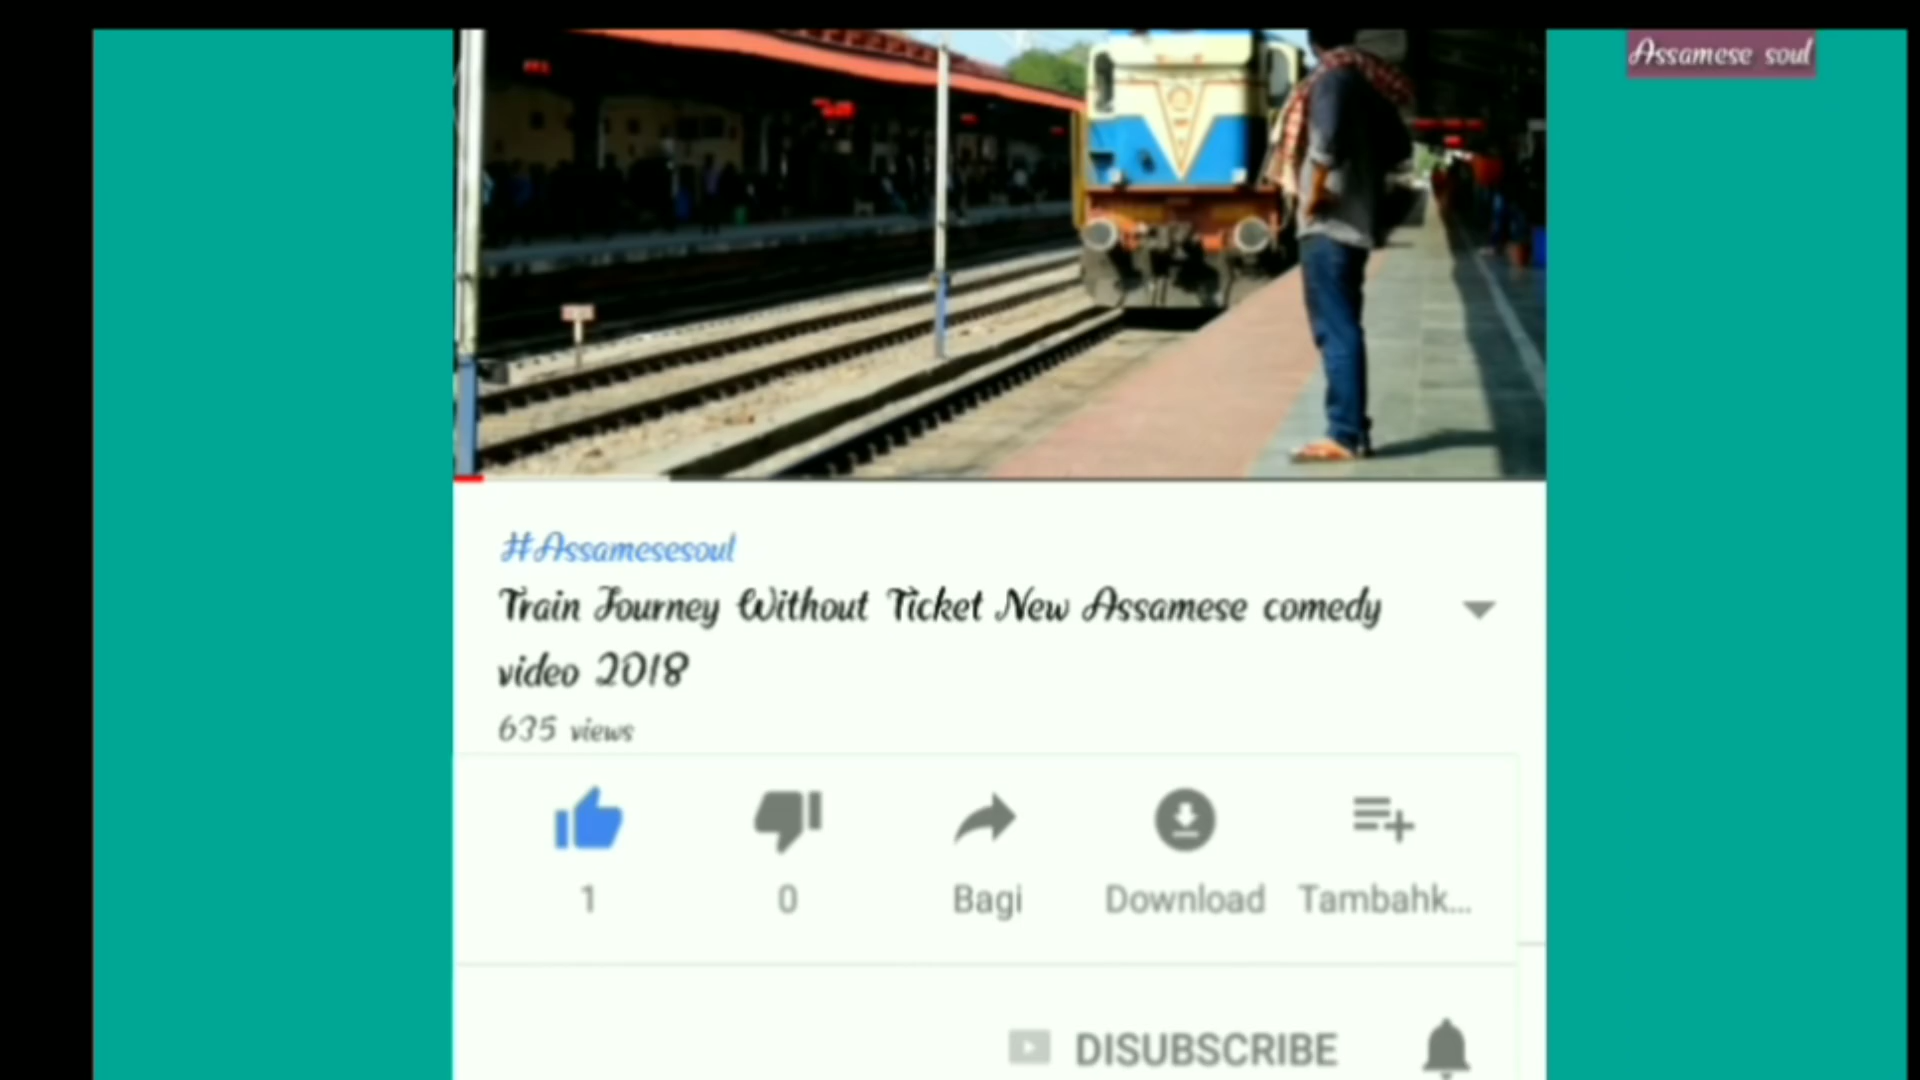 Assamese soul
#Assamesesoul
Train Journey Without Ticket New Assamese comedy
video 2018
635 views
1
0
Bagi
Download
Tambahk...
DISUBSCRIBE